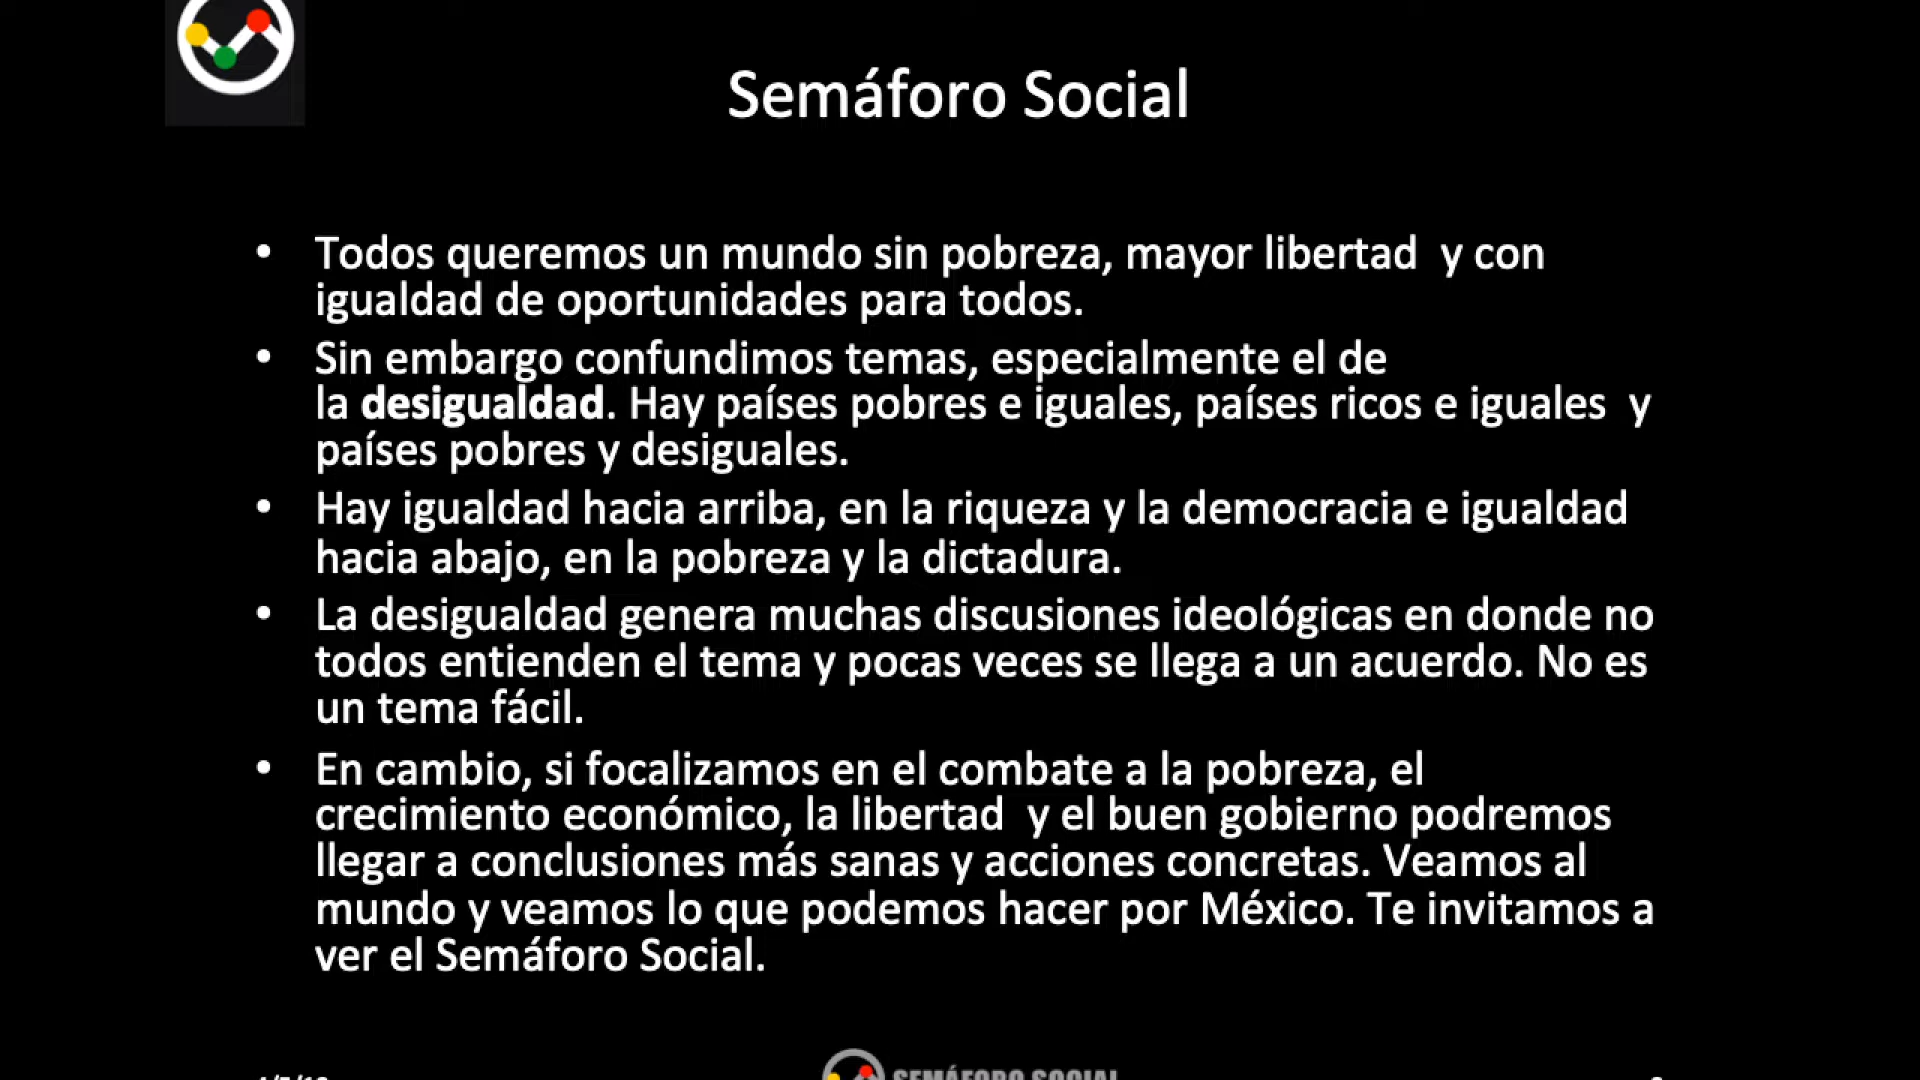 Semáforo Social
• Todos queremos un mundo sin pobreza, mayor libertad  y con
igualdad de oportunidades para todos.
• Sin embargo confundimos temas, especialmente el de
la desigualdad. Hay países pobres e iguales, países ricos e iguales  y
países pobres y desiguales.
• Hay igualdad hacia arriba, en la riqueza y la democracia e igualdad
hacia abajo, en la pobreza y la dictadura.
• La desigualdad genera muchas discusiones ideológicas en donde no
todos entienden el tema y pocas veces se llega a un acuerdo. No es
un tema fácil.
• En cambio, si focalizamos en el combate a la pobreza, el
crecimiento económico, la libertad  y el buen gobierno podremos
llegar a conclusiones más sanas y acciones concretas. Veamos al
mundo y veamos lo que podemos hacer por México. Te invitamos a
ver el Semáforo Social.
SEMÁFORO SOCIAL